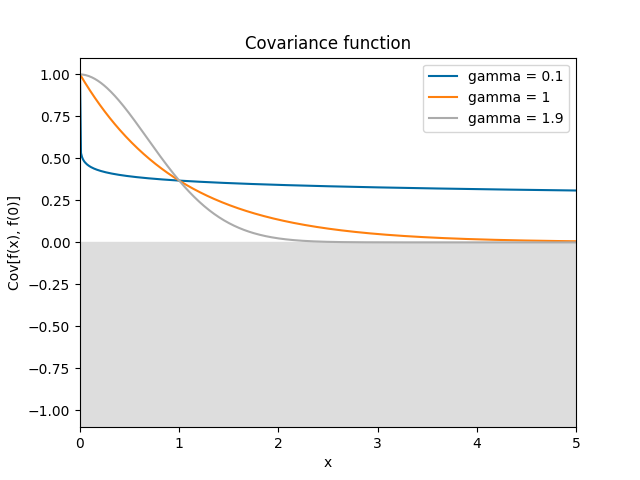 Covariance function
Cov[f(x), f(0)]
1.00
0.75
0.50
0.25
0.00
−0.25
−0.50
−0.75
−1.00
gamma = 0.1
gamma = 1
gamma = 1.9
0 1 2 3 4 5
x